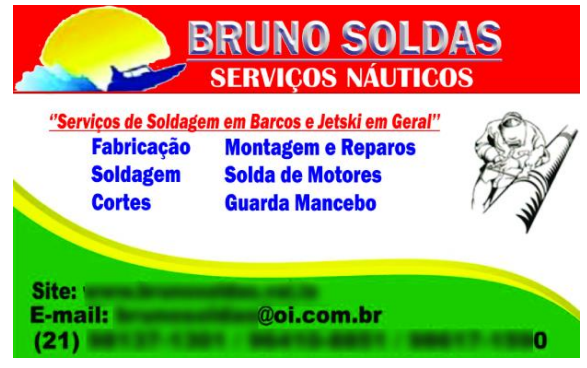 BRUNO SOLDAS
SERVIÇOS NÁUTICOS
"Serviços de Soldagem em Barcos e Jetski em Geral"
Fabricação Montagem e Reparos
Soldagem Solda de Motores
Cortes Guarda Mancebo
Site:
E-mail: @oi.com.br
(21) 0